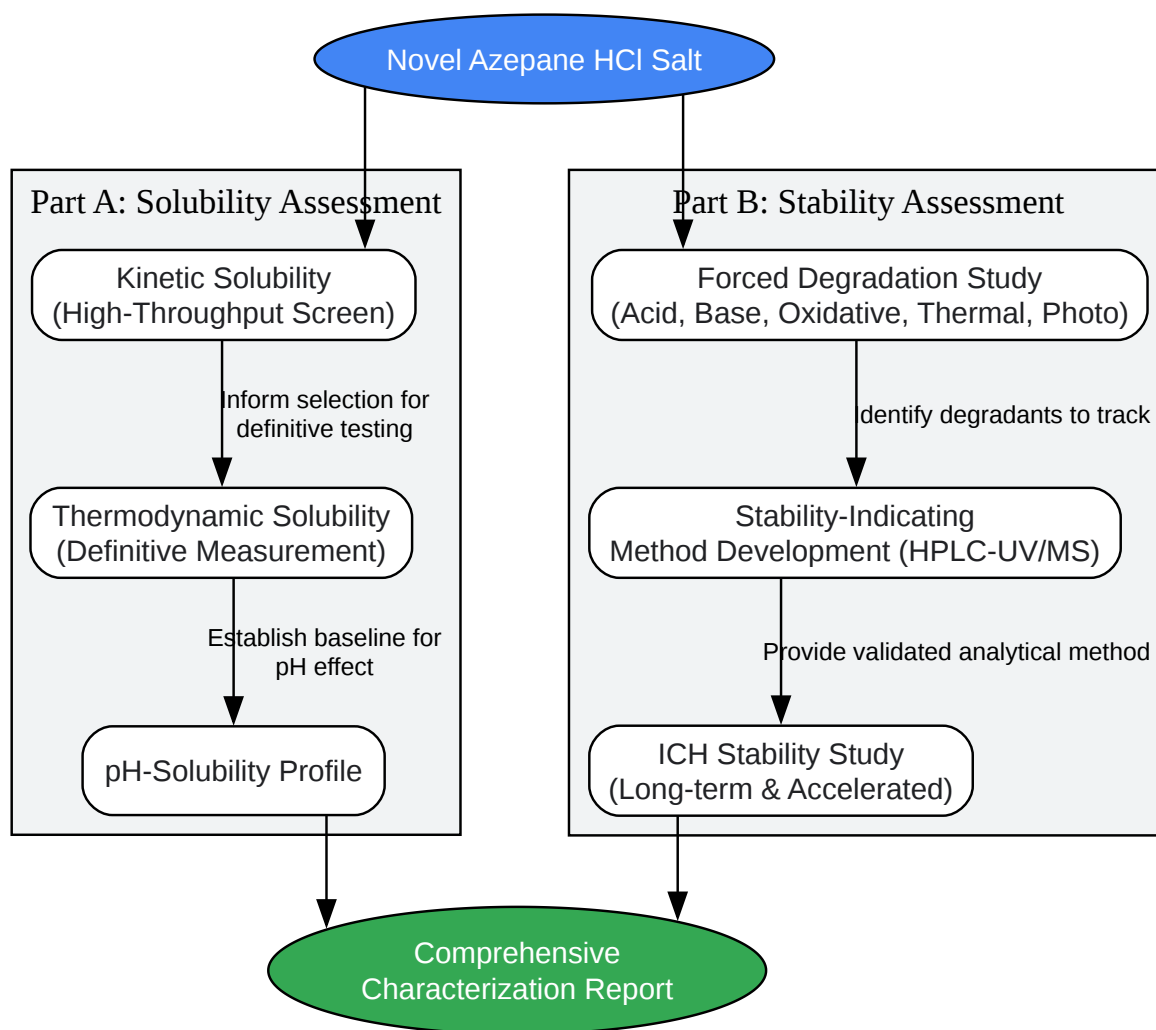 Novel Azepane HCl Salt
Part A: Solubility Assessment
Kinetic Solubility
(High-Throughput Screen)
Inform selection for
definitive testing
Thermodynamic Solubility
(Definitive Measurement)
Establish baseline for
pH effect
pH-Solubility Profile
Part B: Stability Assessment
Forced Degradation Study
(Acid, Base, Oxidative, Thermal, Photo)
Identify degradants to track
Stability-Indicating
Method Development (HPLC-UV/MS)
Provide validated analytical method
ICH Stability Study
(Long-term & Accelerated)
Comprehensive
Characterization Report